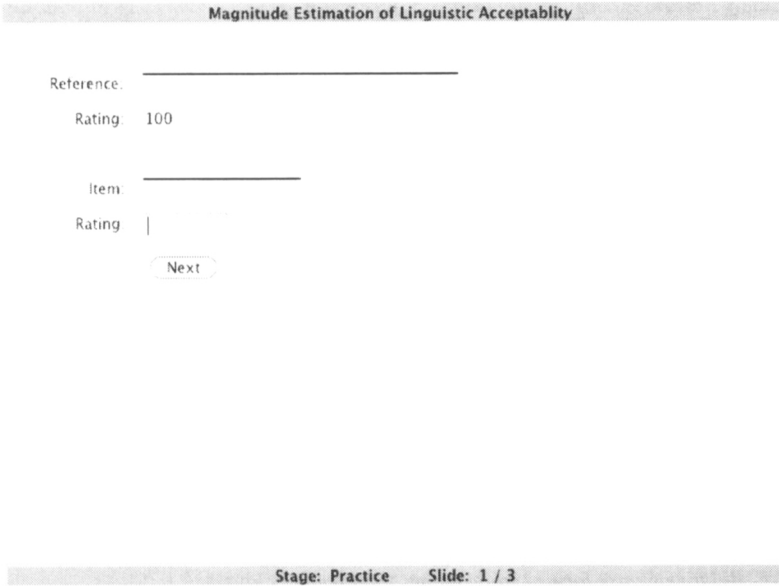 Magnitude Estimation of Linguistic Acceptablity
Reference:
Rating: 100
Item:
Rating:
Next
Stage: Practice Slide: 1 / 3